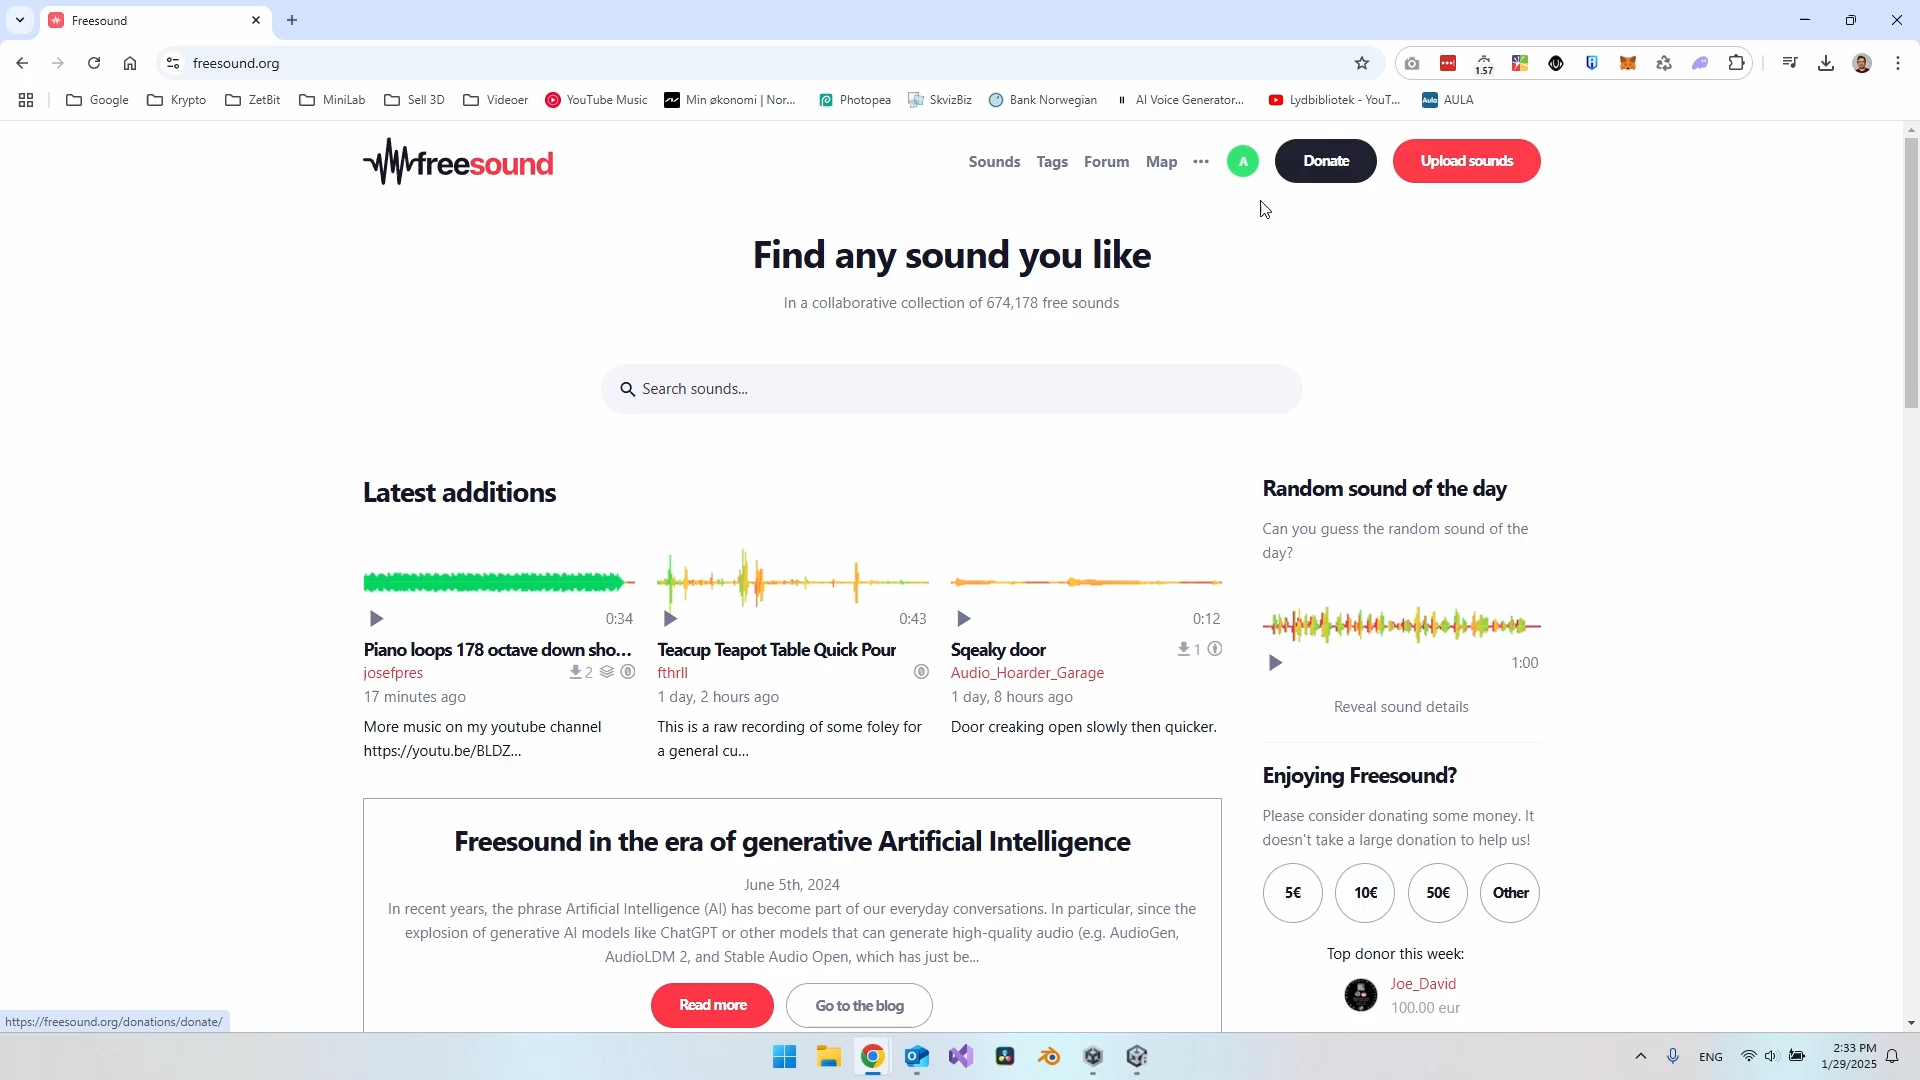 Freesound
freesound.org
1.57
Google
Krypto
ZetBit
MiniLab
Sell 3D
Videoer
YouTube Music
Min økonomi | Nor...
Photopea
SkvizBiz
Bank Norwegian
AI Voice Generator...
Lydbibliotek - YouT...
AULA
freesound
Sounds
Tags
Forum
Map
A
Donate
Upload sounds
Find any sound you like
In a collaborative collection of 674,178 free sounds
Search sounds...
Latest additions
0:34
Piano loops 178 octave down sho...
josefpres
2
17 minutes ago
More music on my youtube channel
https://youtu.be/BLDZ...
0:43
Teacup Teapot Table Quick Pour
fthrll
1 day, 2 hours ago
This is a raw recording of some foley for
a general cu...
0:12
Sqeaky door
1
Audio_Hoarder_Garage
1 day, 8 hours ago
Door creaking open slowly then quicker.
Random sound of the day
Can you guess the random sound of the
day?
1:00
Reveal sound details
Freesound in the era of generative Artificial Intelligence
June 5th, 2024
In recent years, the phrase Artificial Intelligence (AI) has become part of our everyday conversations. In particular, since the
explosion of generative AI models like ChatGPT or other models that can generate high-quality audio (e.g. AudioGen,
AudioLDM 2, and Stable Audio Open, which has just be...
Read more
Go to the blog
Enjoying Freesound?
Please consider donating some money. It
doesn't take a large donation to help us!
5€
10€
50€
Other
Top donor this week:
Joe_David
100.00 eur
https://freesound.org/donations/donate/
ENG
2:33 PM
1/29/2025